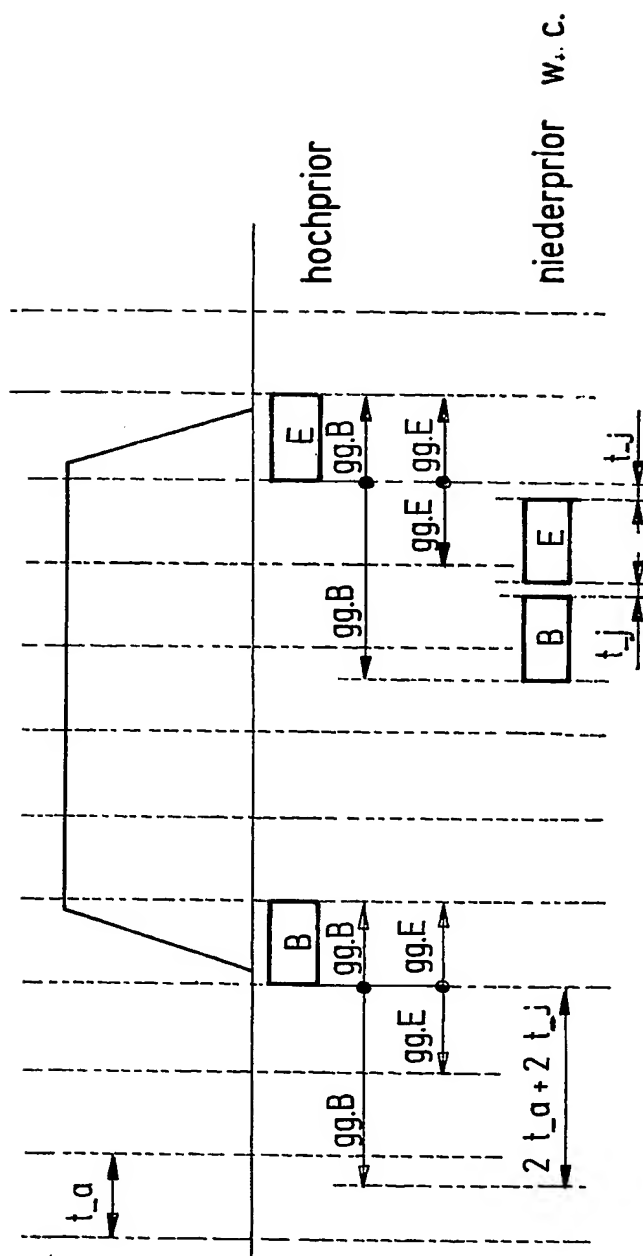 t_a
B
E
hochprior
gg.B
gg.B
gg.B
gg.B
gg.E
gg.E
gg.E
gg.E
2 t_a + 2 t_j
B
E
niederprior w. c.
t_j
t_j